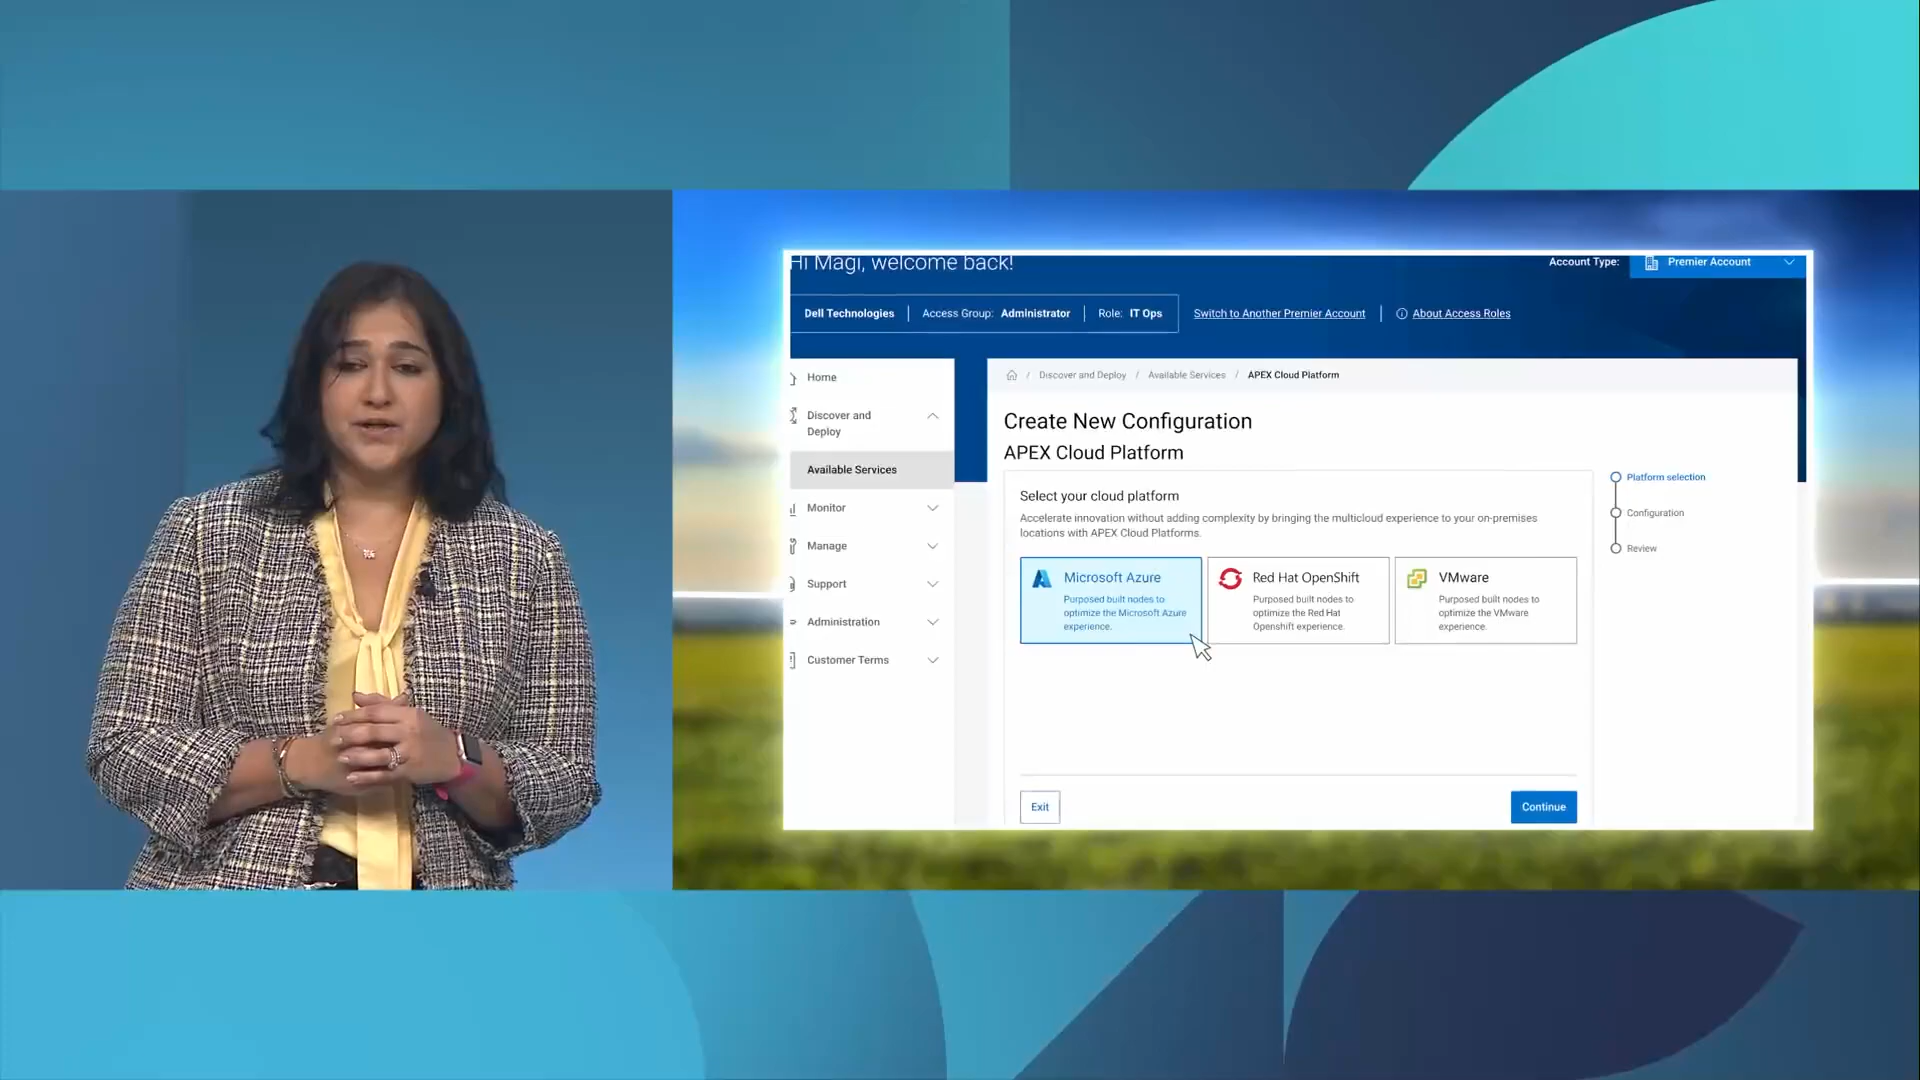 Hi Magi, welcome back!
Account Type: Premier Account
Dell Technologies | Access Group: Administrator | Role: IT Ops
Switch to Another Premier Account | About Access Roles
Home
Discover and
Deploy
Available Services
Monitor
Manage
Support
Administration
Customer Terms
/ Discover and Deploy / Available Services / APEX Cloud Platform
Create New Configuration
APEX Cloud Platform
Select your cloud platform
Accelerate innovation without adding complexity by bringing the multicloud experience to your on-premises
locations with APEX Cloud Platforms.
Microsoft Azure
Purposed built nodes to
optimize the Microsoft Azure
experience.
Red Hat OpenShift
Purposed built nodes to
optimize the Red Hat
Openshift experience.
VMware
Purposed built nodes to
optimize the VMware
experience.
Exit
Continue
Platform selection
Configuration
Review